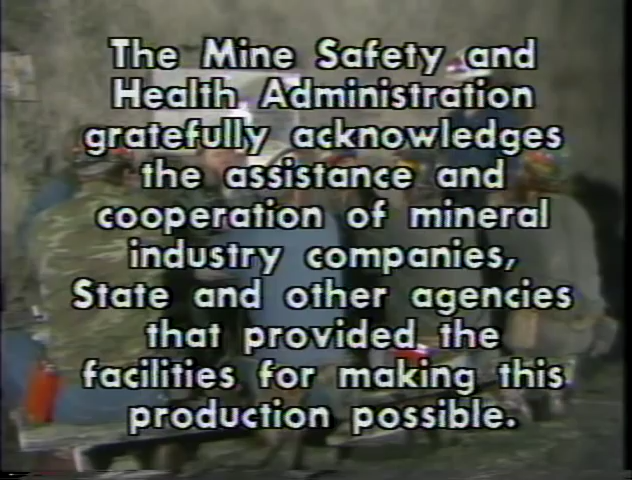 The Mine Safety and
Health Administration
gratefully acknowledges
the assistance and
cooperation of mineral
industry companies,
State and other agencies
that provided the
facilities for making this
production possible.